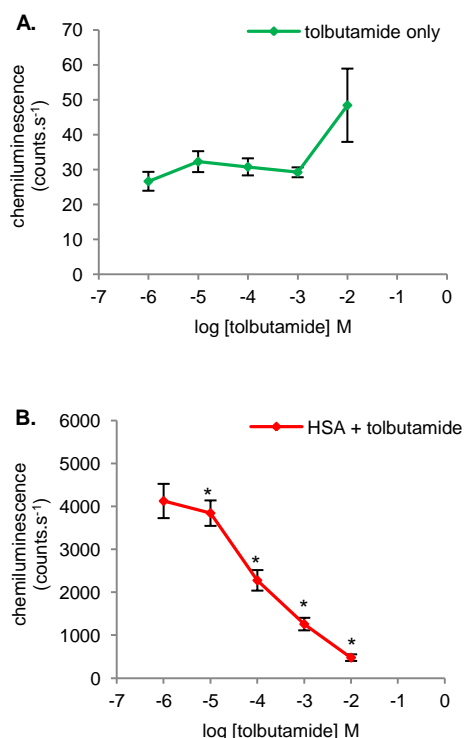 A.
tolbutamide only
70
60
50
40
30
20
10
0
-7 -6 -5 -4 -3 -2 -1 0
chemiluminescence
(counts.s-1)
log [tolbutamide] M
B.
HSA + tolbutamide
6000
5000
4000
3000
2000
1000
0
* * * *
-7 -6 -5 -4 -3 -2 -1 0
chemiluminescence
(counts.s-1)
log [tolbutamide] M